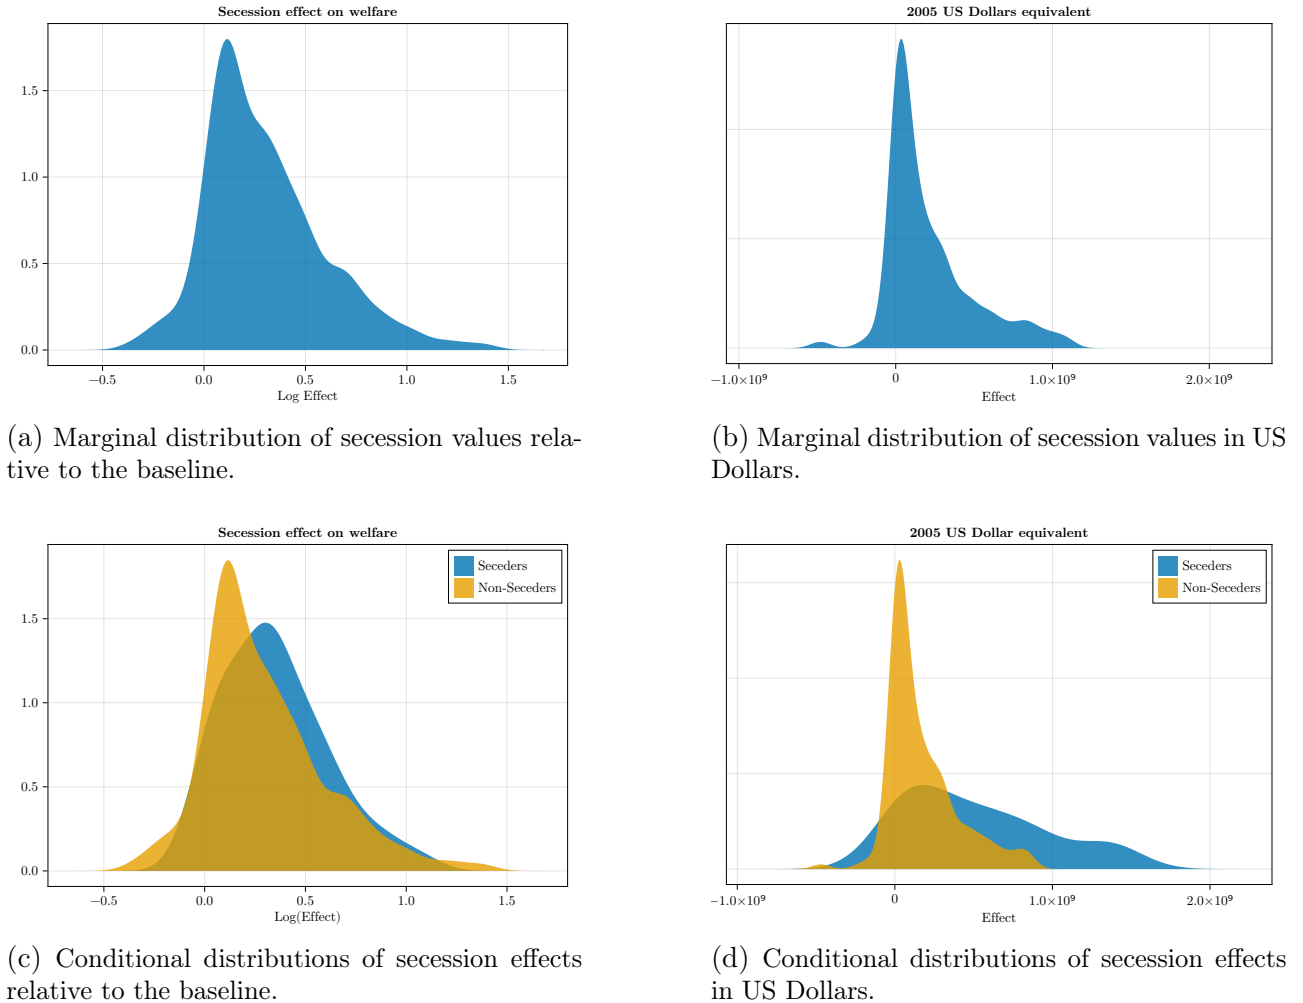 Secession effect on welfare
1.5
1.0
0.5
0.0
−0.5 0.0 0.5 1.0 1.5
Log Effect
(a) Marginal distribution of secession values rela-
tive to the baseline.
2005 US Dollars equivalent
−1.0×10⁹ 0 1.0×10⁹ 2.0×10⁹
Effect
(b) Marginal distribution of secession values in US
Dollars.
Secession effect on welfare
Seceders
Non-Seceders
1.5
1.0
0.5
0.0
−0.5 0.0 0.5 1.0 1.5
Log(Effect)
(c) Conditional distributions of secession effects
relative to the baseline.
2005 US Dollar equivalent
Seceders
Non-Seceders
−1.0×10⁹ 0 1.0×10⁹ 2.0×10⁹
Effect
(d) Conditional distributions of secession effects
in US Dollars.